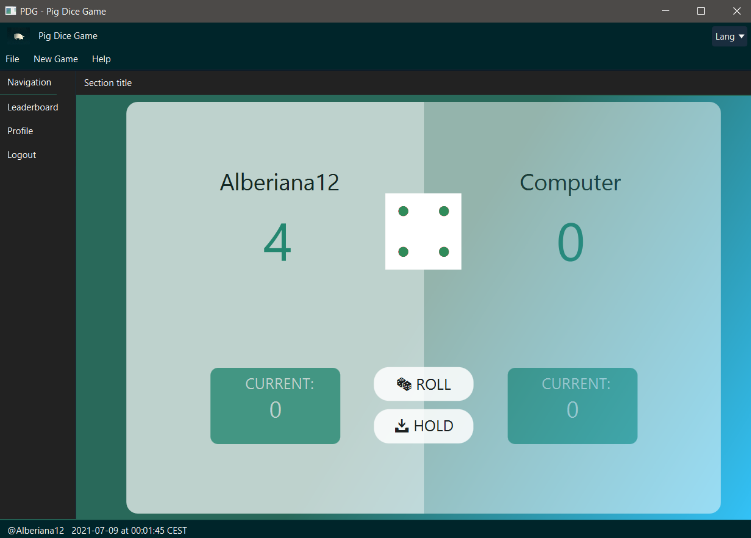 PDG - Pig Dice Game
Pig Dice Game
Lang
File New Game Help
Navigation
Section title
Leaderboard
Profile
Logout
Alberiana12
Computer
4
0
CURRENT:
0
ROLL
HOLD
CURRENT:
0
@Alberiana12 2021-07-09 at 00:01:45 CEST